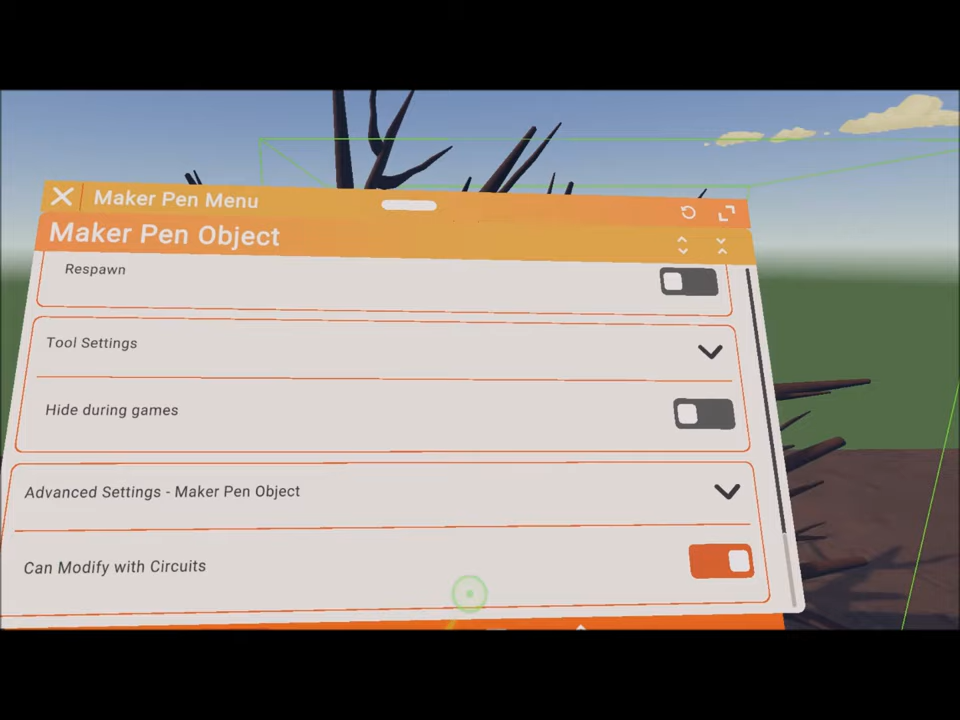 Maker Pen Menu
Maker Pen Object
Respawn
Tool Settings
Hide during games
Advanced Settings - Maker Pen Object
Can Modify with Circuits